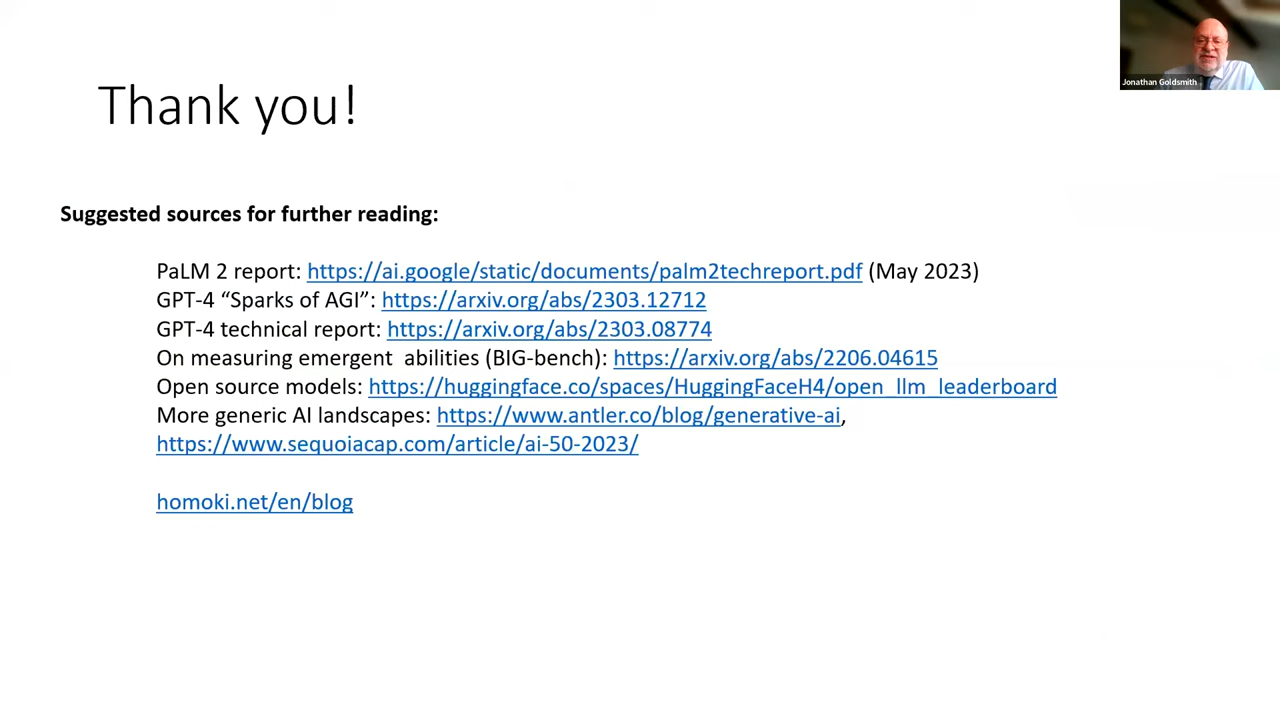 Jonathan Goldsmith
Thank you!
Suggested sources for further reading:
PaLM 2 report: https://ai.google/static/documents/palm2techreport.pdf (May 2023)
GPT-4 “Sparks of AGI”: https://arxiv.org/abs/2303.12712
GPT-4 technical report: https://arxiv.org/abs/2303.08774
On measuring emergent  abilities (BIG-bench): https://arxiv.org/abs/2206.04615
Open source models: https://huggingface.co/spaces/HuggingFaceH4/open_llm_leaderboard
More generic AI landscapes: https://www.antler.co/blog/generative-ai,
https://www.sequoiacap.com/article/ai-50-2023/
homoki.net/en/blog